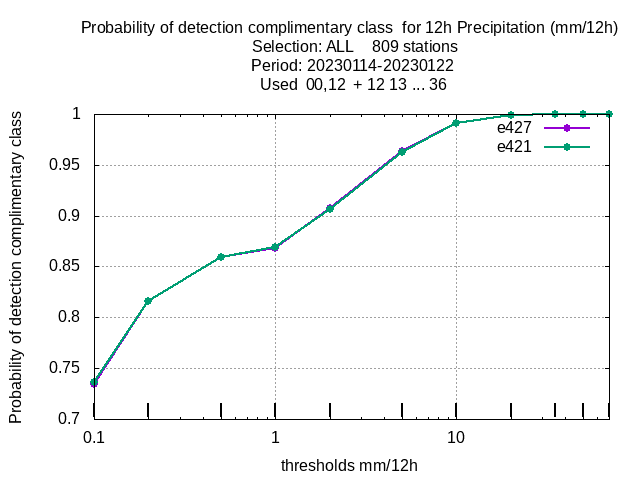 Probability of detection complimentary class  for 12h Precipitation (mm/12h)
Selection: ALL    809 stations
Period: 20230114-20230122
Used  00,12  + 12 13 ... 36
Probability of detection complimentary class
1
0.95
0.9
0.85
0.8
0.75
0.7
e427
e421
0.1 1 10
thresholds mm/12h